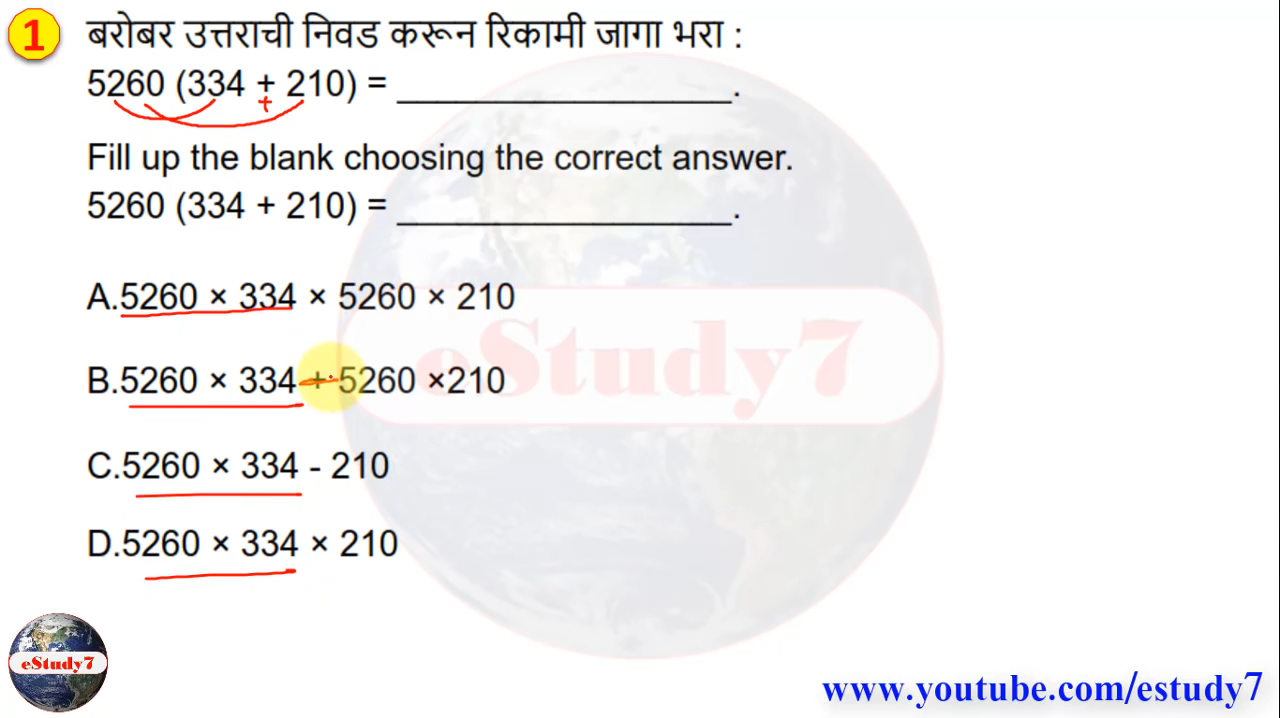 1 बरोबर उत्तराची निवड करून रिकामी जागा भरा :
5260 (334 + 210) = _________________.
+
Fill up the blank choosing the correct answer.
5260 (334 + 210) = _________________.
A.5260 × 334 × 5260 × 210
B.5260 × 334 + 5260 ×210
C.5260 × 334 - 210
D.5260 × 334 × 210
eStudy7
eStudy7
www.youtube.com/estudy7